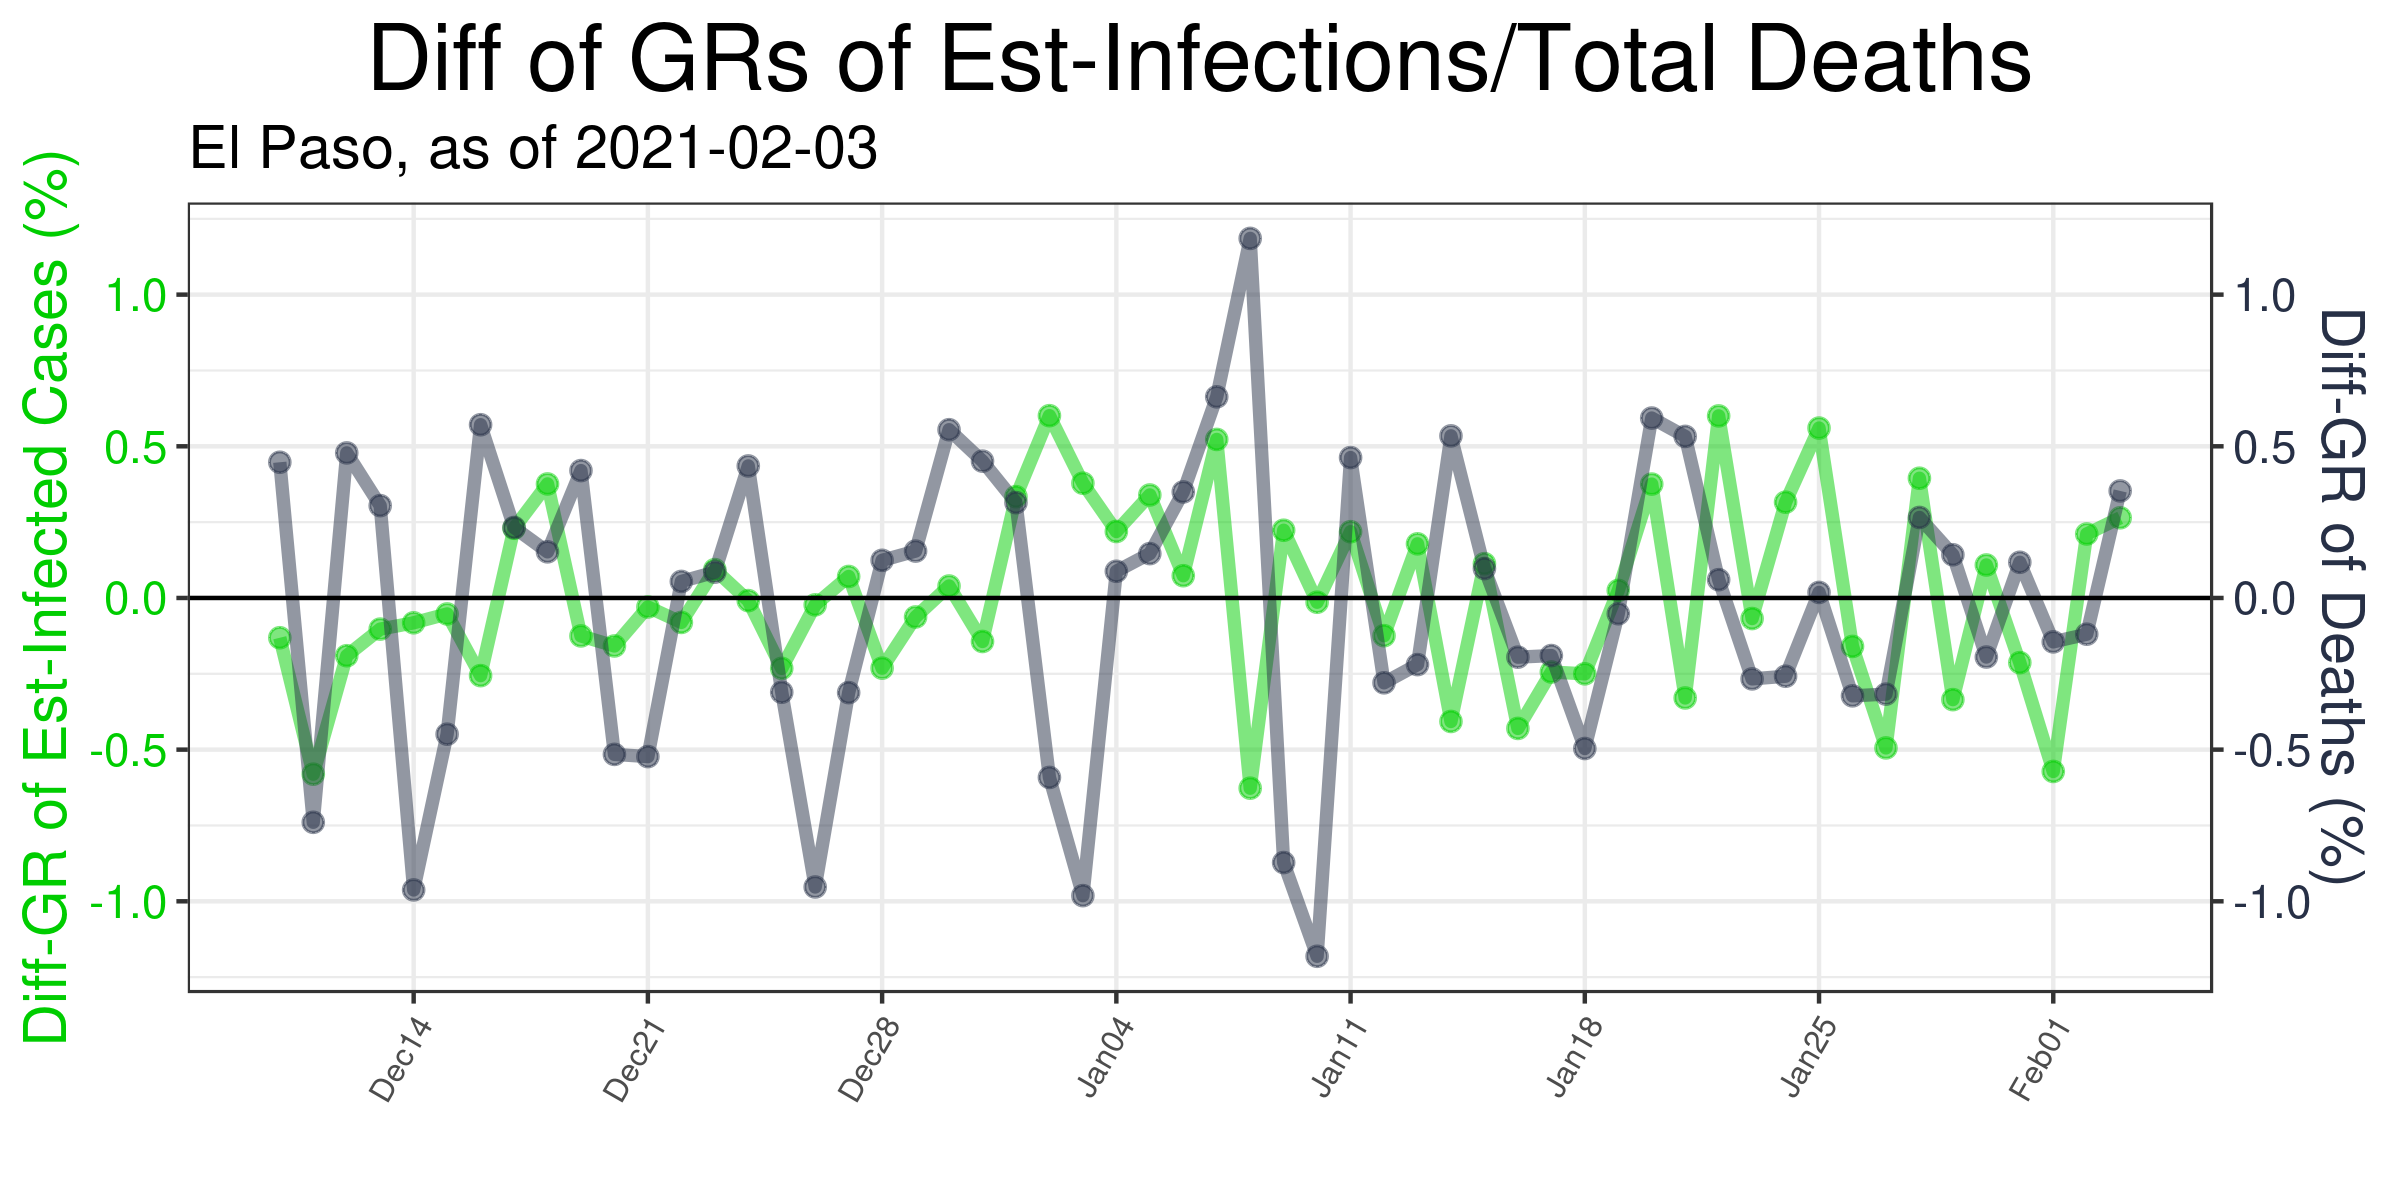 Diff of GRs of Est-Infections/Total Deaths
El Paso, as of 2021-02-03
Diff-GR of Est-Infected Cases (%)
1.0
0.5
0.0
-0.5
-1.0
1.0
0.5
0.0
-0.5
-1.0
Diff-GR of Deaths (%)
Dec14
Dec21
Dec28
Jan04
Jan11
Jan18
Jan25
Feb01